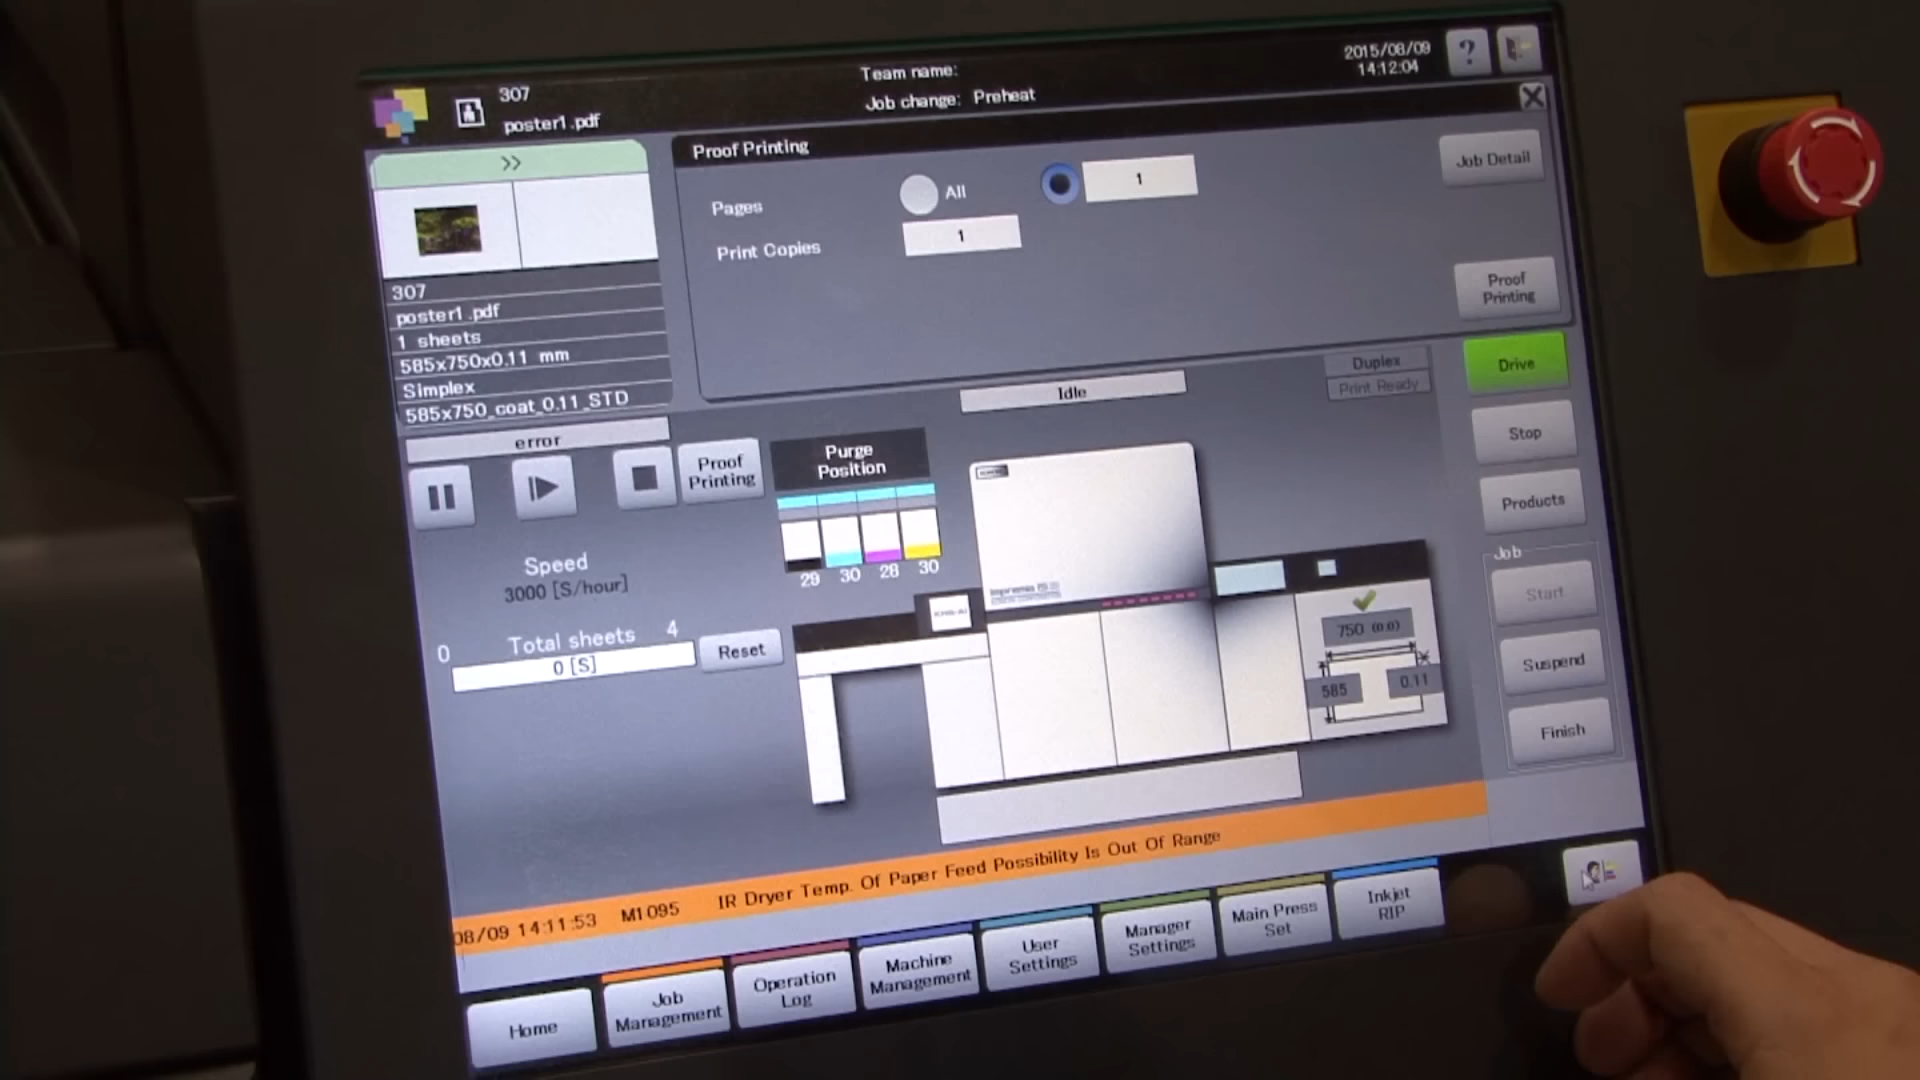 307
poster1.pdf
Team name:
Job change: Preheat
2015/08/09
14:12:04
?
>>
307
poster1.pdf
1 sheets
585x750x0.11 mm
Simplex
585x750_coat_0.11_STD
Proof Printing
Pages
All
1
Print Copies
1
Job Detail
Proof
Printing
error
Proof
Printing
Speed
3000 [S/hour]
0
Total sheets
4
0 [S]
Reset
Purge
Position
29
30
28
30
Idle
Duplex
Print Ready
750 (0.0)
585
0.11
Drive
Stop
Products
Job
Start
Suspend
Finish
08/09 14:11:53 M1095 IR Dryer Temp. Of Paper Feed Possibility Is Out Of Range
Home
Job
Management
Operation
Log
Machine
Management
User
Settings
Manager
Settings
Main Press
Set
Inkjet
RIP